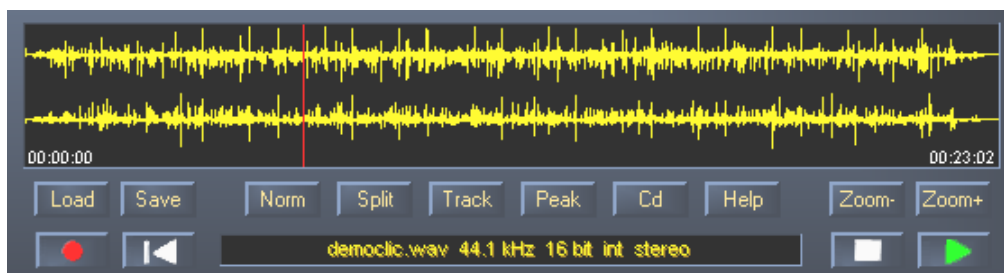 00:00:00 00:23:02
Load Save Norm Split Track Peak Cd Help Zoom- Zoom+
democlic.wav 44.1 kHz 16 bit int stereo